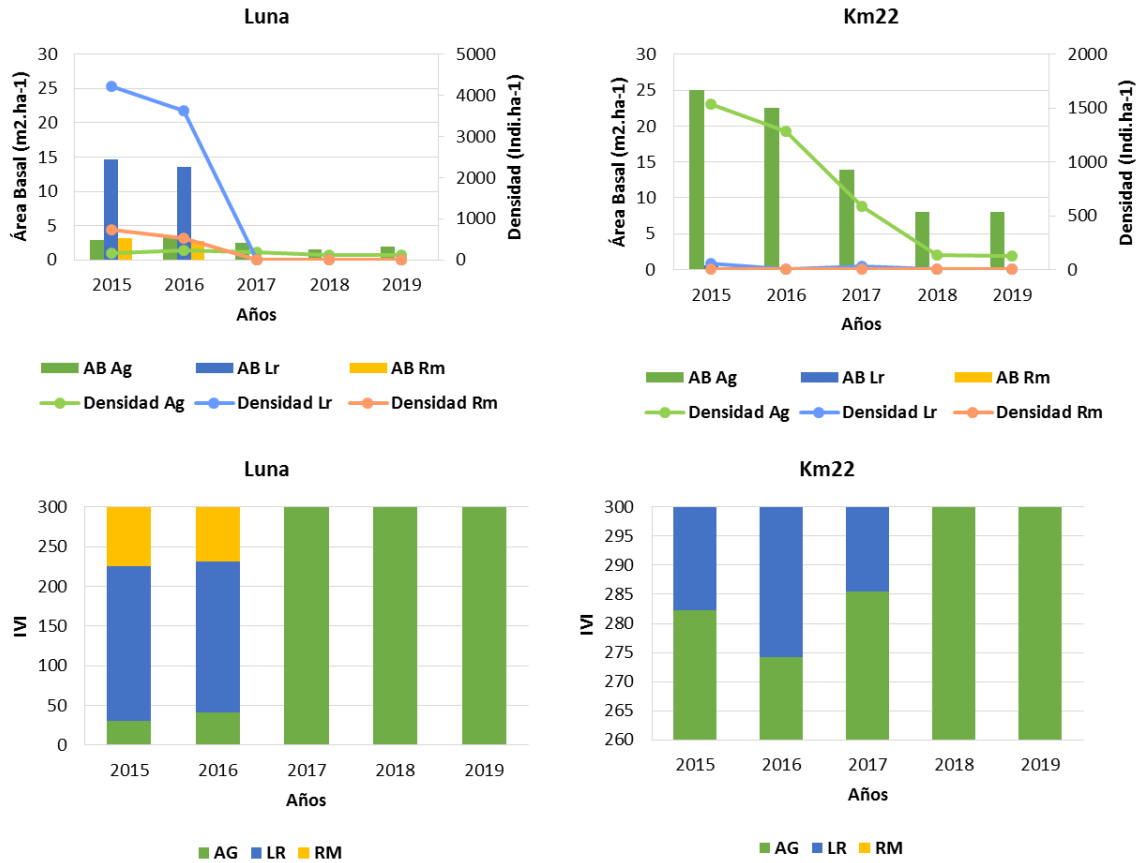 Luna
30
25
20
15
10
5
0
Área Basal (m2.ha-1)
5000
4000
3000
2000
1000
0
Densidad (Indi.ha-1)
2015 2016 2017 2018 2019
Años
AB Ag AB Lr AB Rm
Densidad Ag Densidad Lr Densidad Rm
Km22
30
25
20
15
10
5
0
Área Basal (m2.ha-1)
2000
1500
1000
500
0
Densidad (Indi.ha-1)
2015 2016 2017 2018 2019
Años
AB Ag AB Lr AB Rm
Densidad Ag Densidad Lr Densidad Rm
Luna
300
250
200
150
100
50
0
IVI
2015 2016 2017 2018 2019
Años
AG LR RM
Km22
300
295
290
285
280
275
270
265
260
IVI
2015 2016 2017 2018 2019
Años
AG LR RM